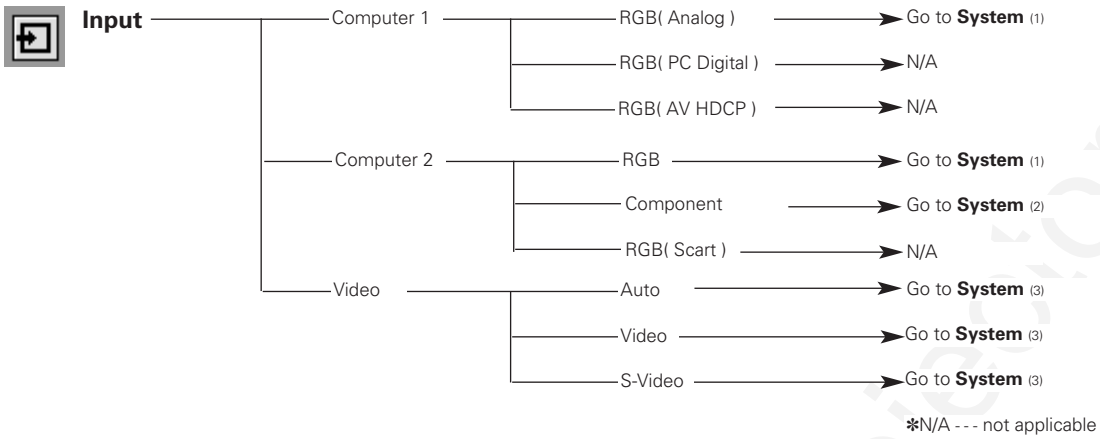 Input Computer 1 RGB( Analog ) Go to System (1)
RGB( PC Digital ) N/A
RGB( AV HDCP ) N/A
Computer 2 RGB Go to System (1)
Component Go to System (2)
RGB( Scart ) N/A
Video Auto Go to System (3)
Video Go to System (3)
S-Video Go to System (3)
✽N/A - - - not applicable